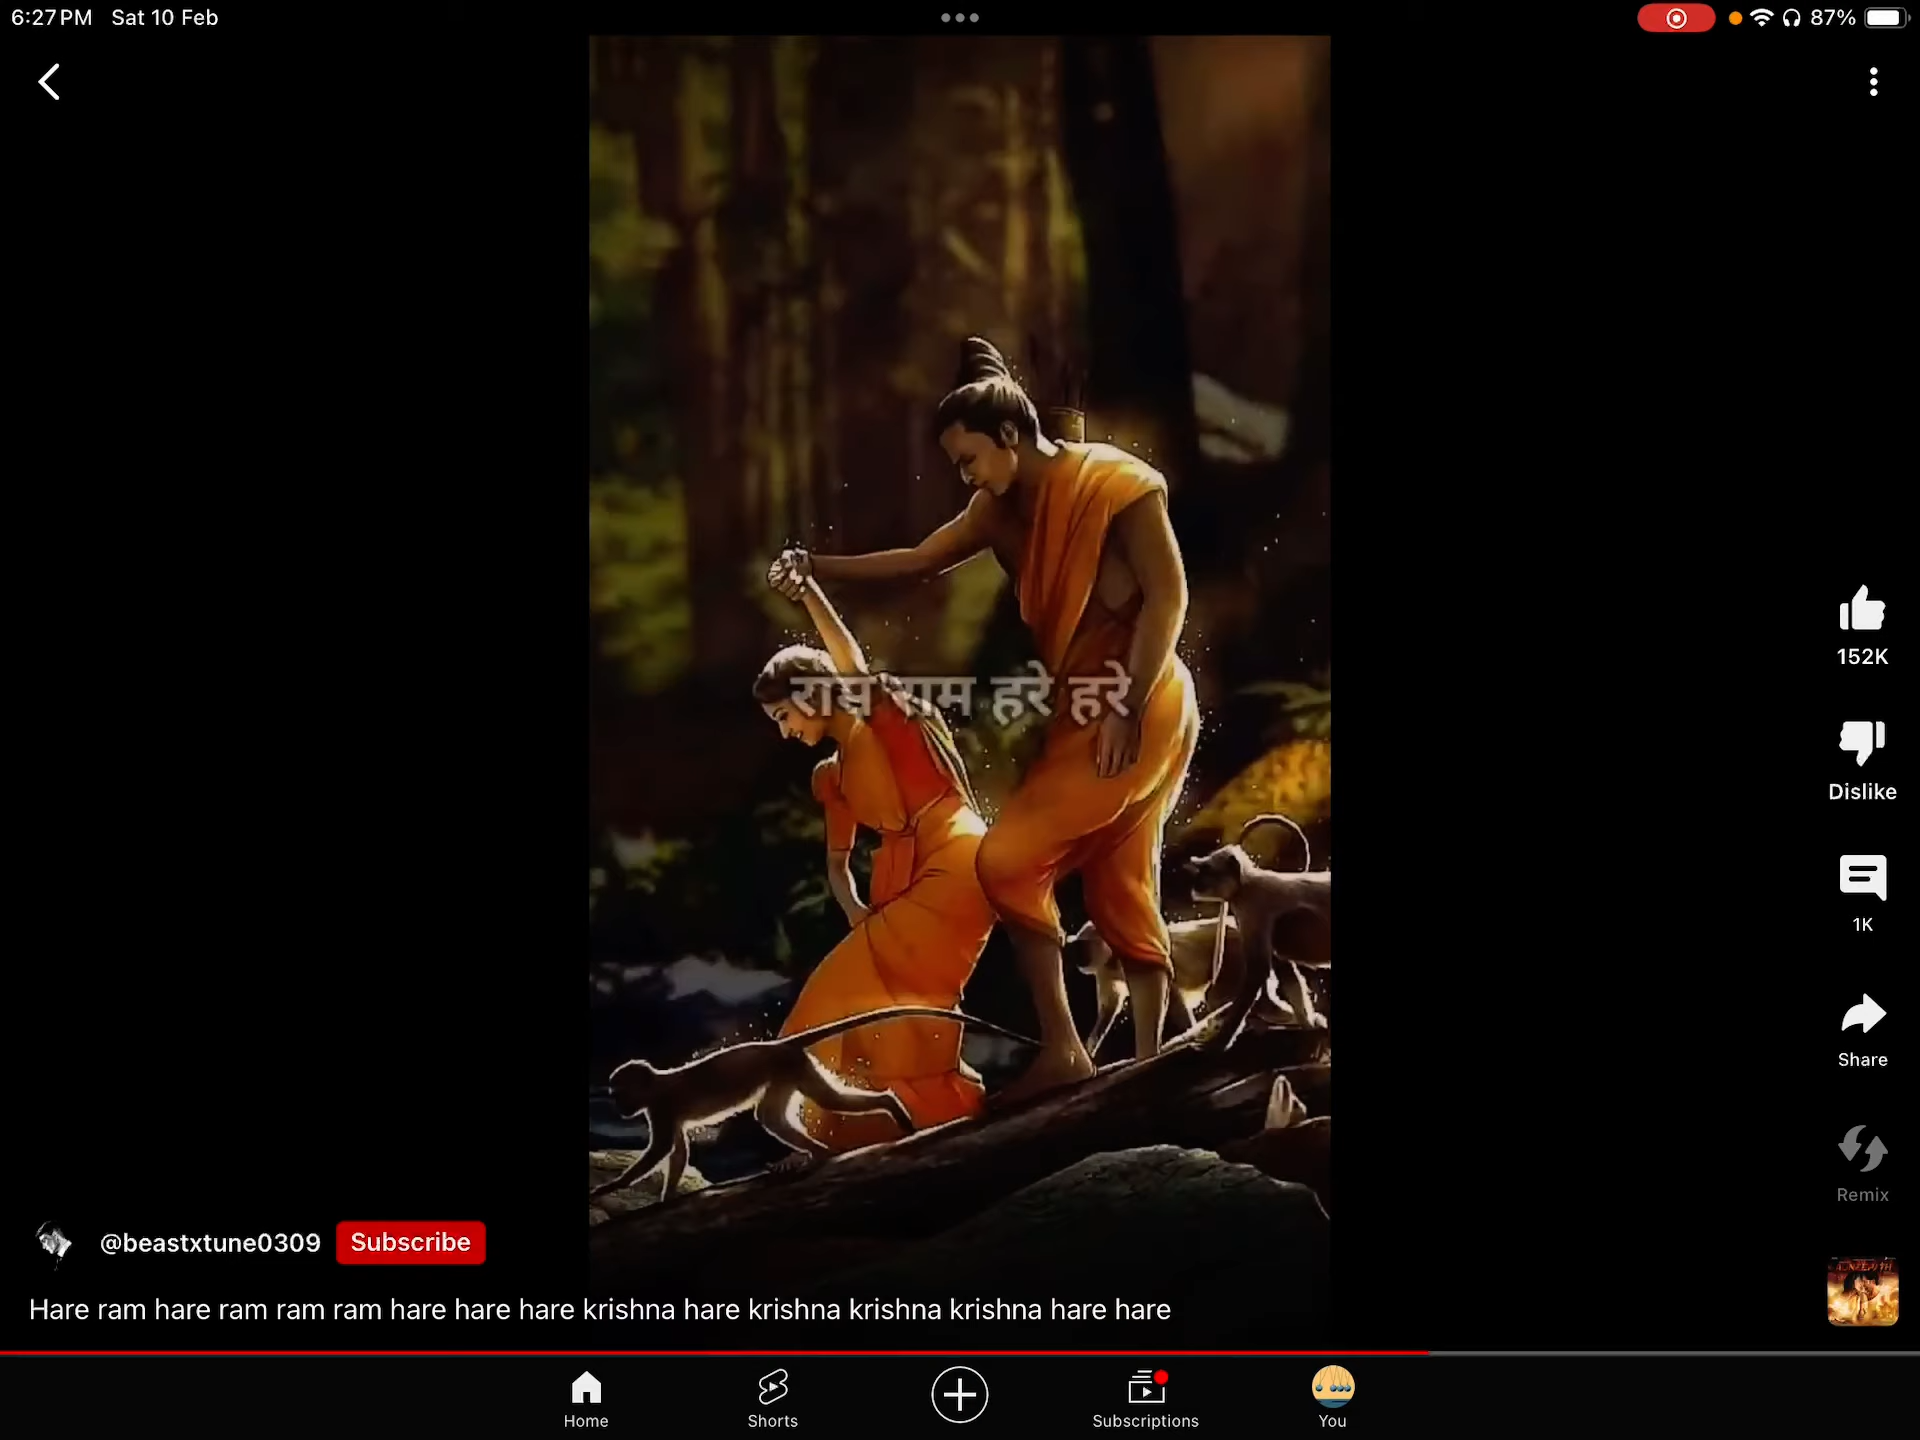 6:27 PM Sat 10 Feb
87%
राम राम हरे हरे
152K
Dislike
1K
Share
Remix
@beastxtune0309 Subscribe
Hare ram hare ram ram ram hare hare hare krishna hare krishna krishna krishna hare hare
Home Shorts Subscriptions You